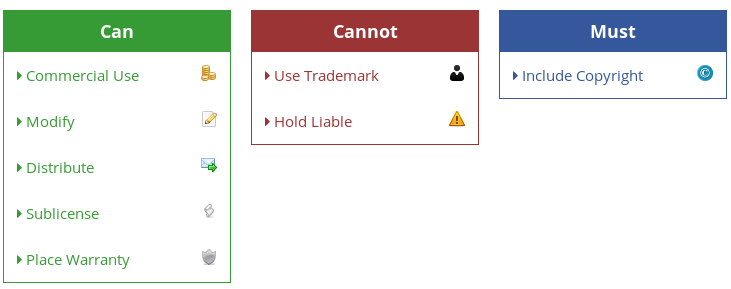 Can
Commercial Use
Modify
Distribute
Sublicense
Place Warranty
Cannot
Use Trademark
Hold Liable
Must
Include Copyright